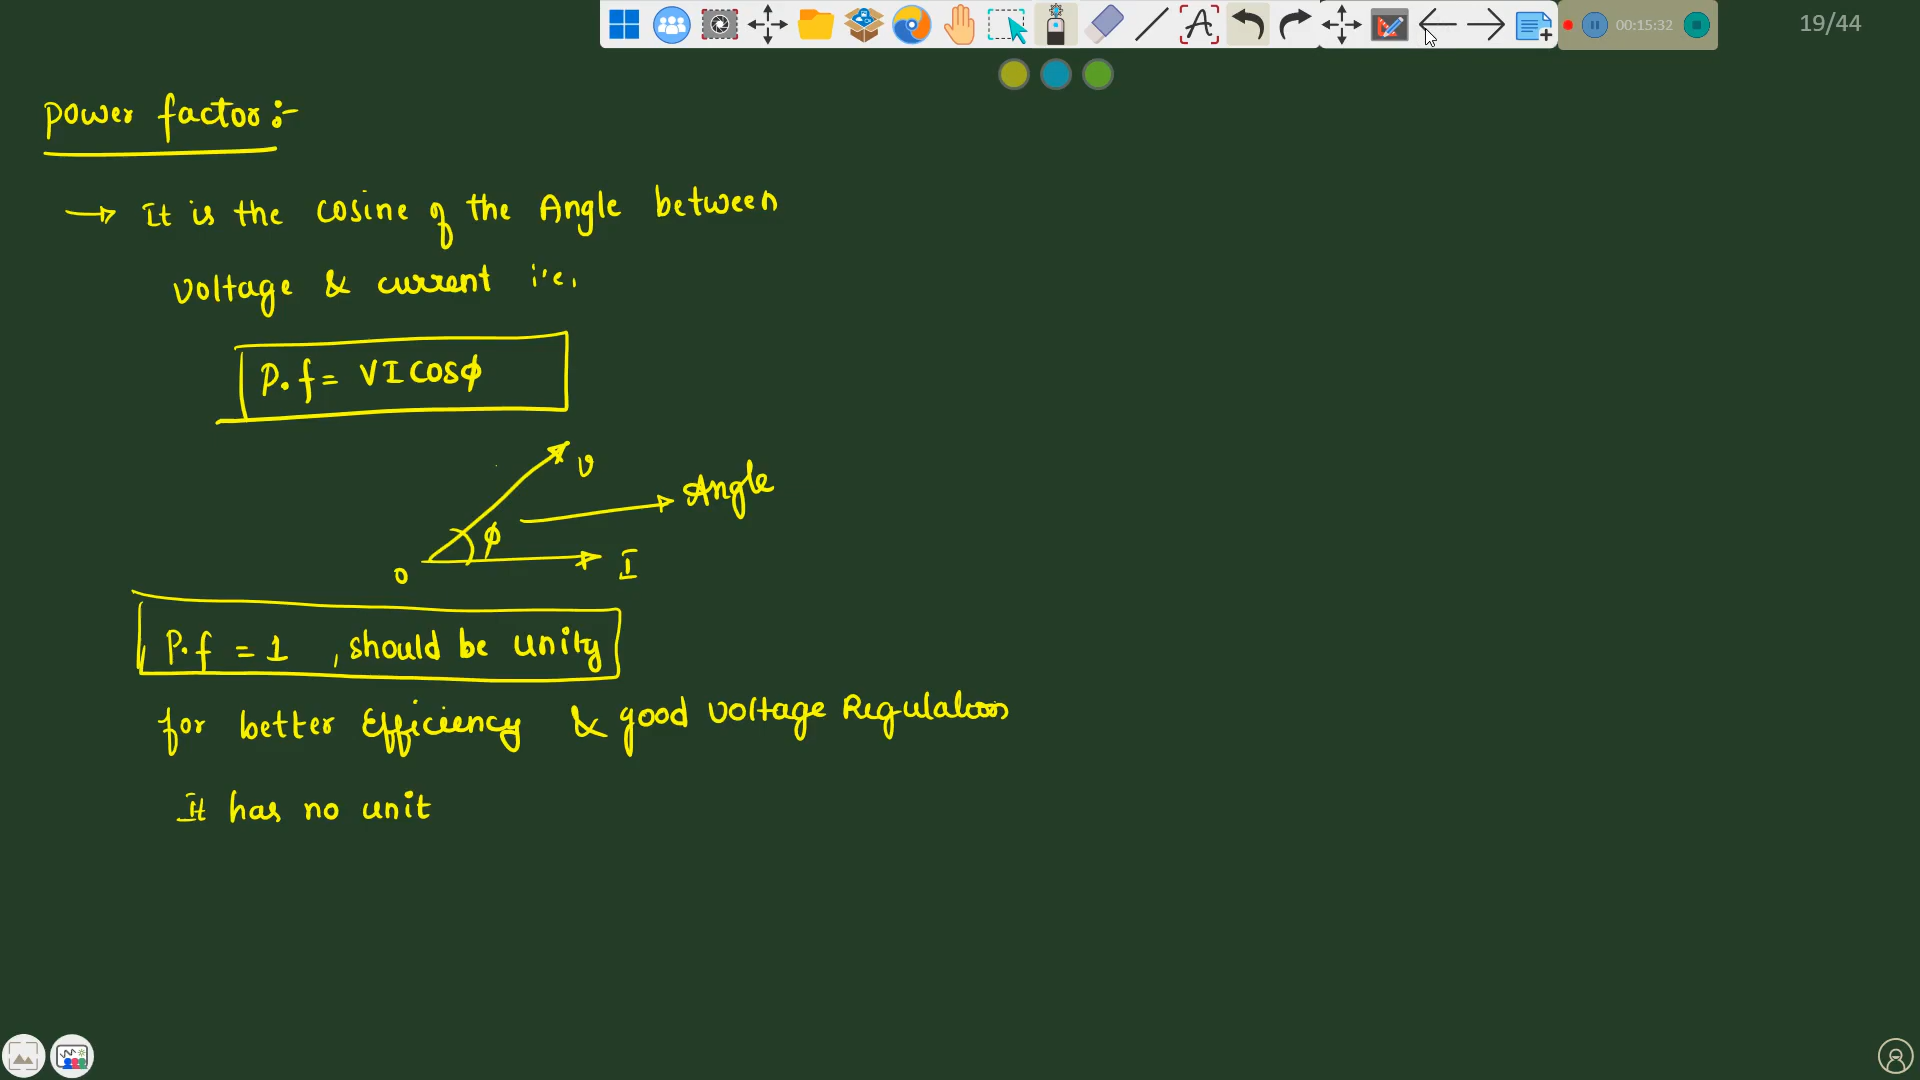 00:15:32
19/44
power factor :-
→ It is the cosine of the Angle between
voltage & current i.e.
P.f = VI cosϕ
V
Angle
ϕ
I
O
P.f = 1 , should be unity
for better Efficiency & good voltage Regulation
It has no unit